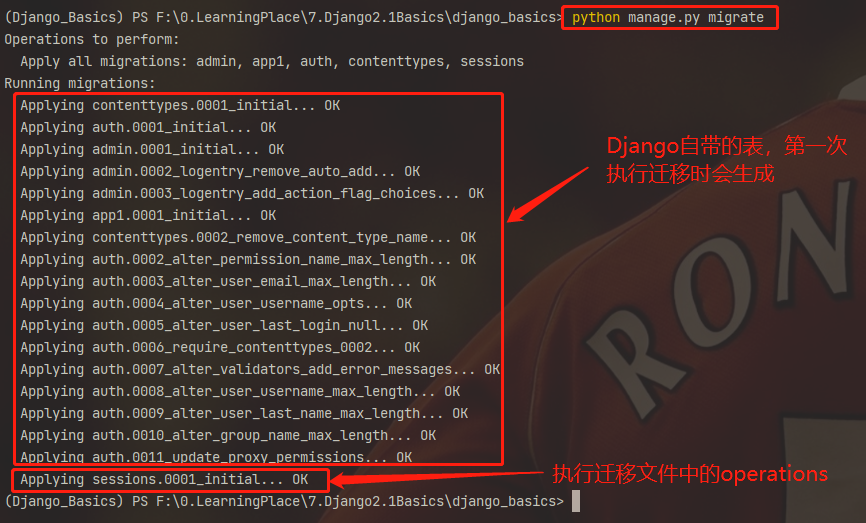 (Django_Basics) PS F:\0.LearningPlace\7.Django2.1Basics\django_basics> python manage.py migrate
Operations to perform:
  Apply all migrations: admin, app1, auth, contenttypes, sessions
Running migrations:
  Applying contenttypes.0001_initial... OK
  Applying auth.0001_initial... OK
  Applying admin.0001_initial... OK
  Applying admin.0002_logentry_remove_auto_add... OK
  Applying admin.0003_logentry_add_action_flag_choices... OK
  Applying app1.0001_initial... OK
  Applying contenttypes.0002_remove_content_type_name... OK
  Applying auth.0002_alter_permission_name_max_length... OK
  Applying auth.0003_alter_user_email_max_length... OK
  Applying auth.0004_alter_user_username_opts... OK
  Applying auth.0005_alter_user_last_login_null... OK
  Applying auth.0006_require_contenttypes_0002... OK
  Applying auth.0007_alter_validators_add_error_messages... OK
  Applying auth.0008_alter_user_username_max_length... OK
  Applying auth.0009_alter_user_last_name_max_length... OK
  Applying auth.0010_alter_group_name_max_length... OK
  Applying auth.0011_update_proxy_permissions... OK
  Applying sessions.0001_initial... OK
(Django_Basics) PS F:\0.LearningPlace\7.Django2.1Basics\django_basics>
Django自带的表，第一次
执行迁移时会生成
执行迁移文件中的operations
RON